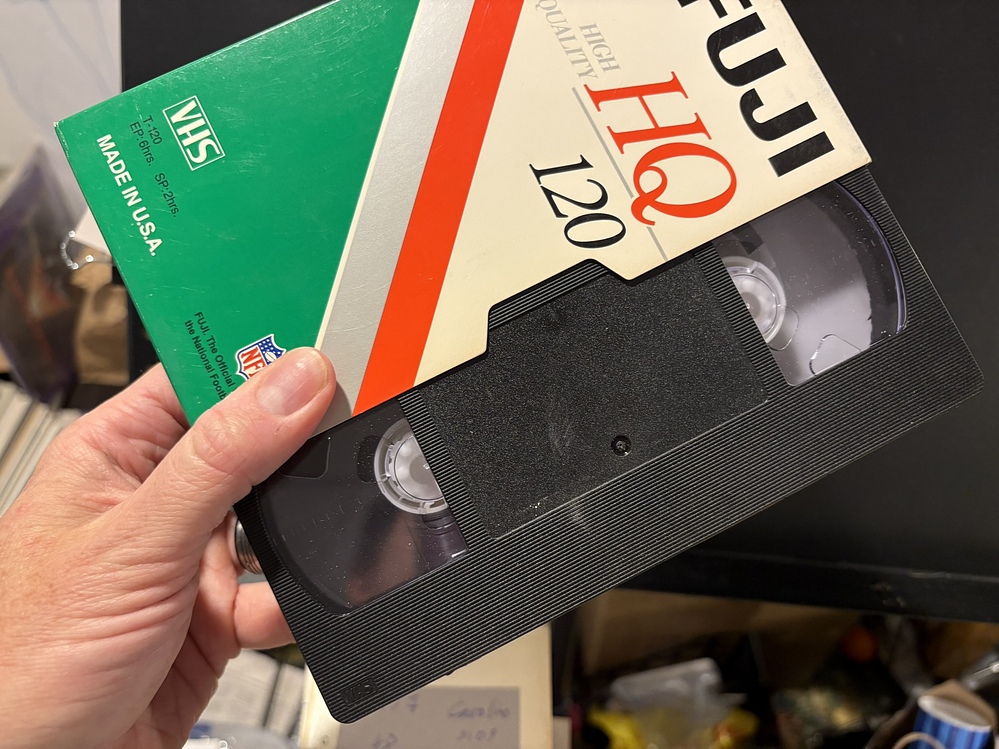 FUJI
HIGH
QUALITY
HQ
120
VHS
T-120
EP:6hrs. SP:2hrs.
MADE IN U.S.A.
NFL
FUJI, The Official
the National
Carolio